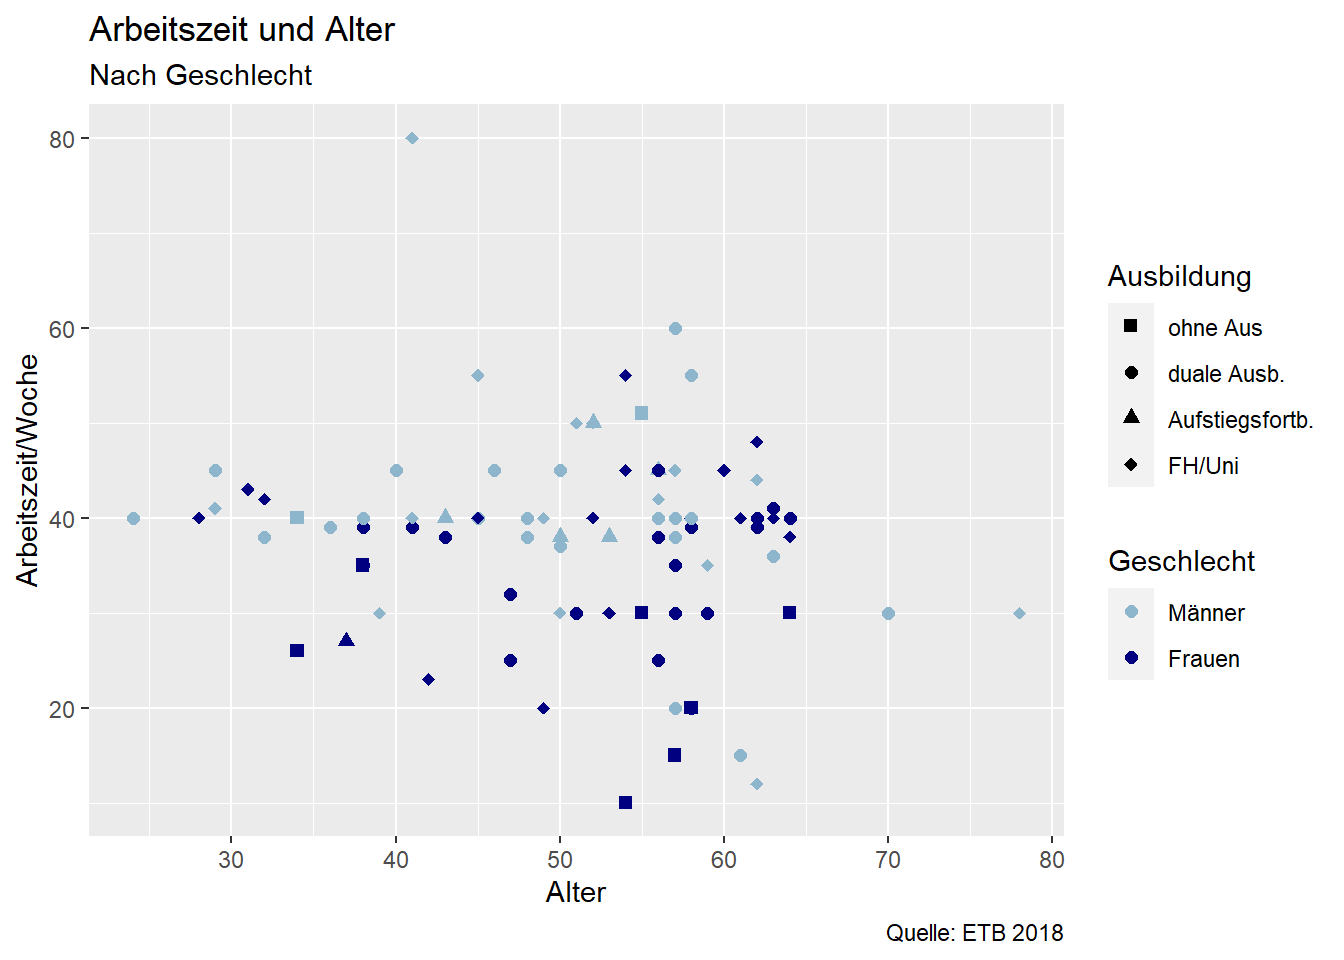 Arbeitszeit und Alter
Nach Geschlecht
Arbeitszeit/Woche
80
60
40
20
30 40 50 60 70 80
Alter
Ausbildung
ohne Aus
duale Ausb.
Aufstiegsfortb.
FH/Uni
Geschlecht
Männer
Frauen
Quelle: ETB 2018